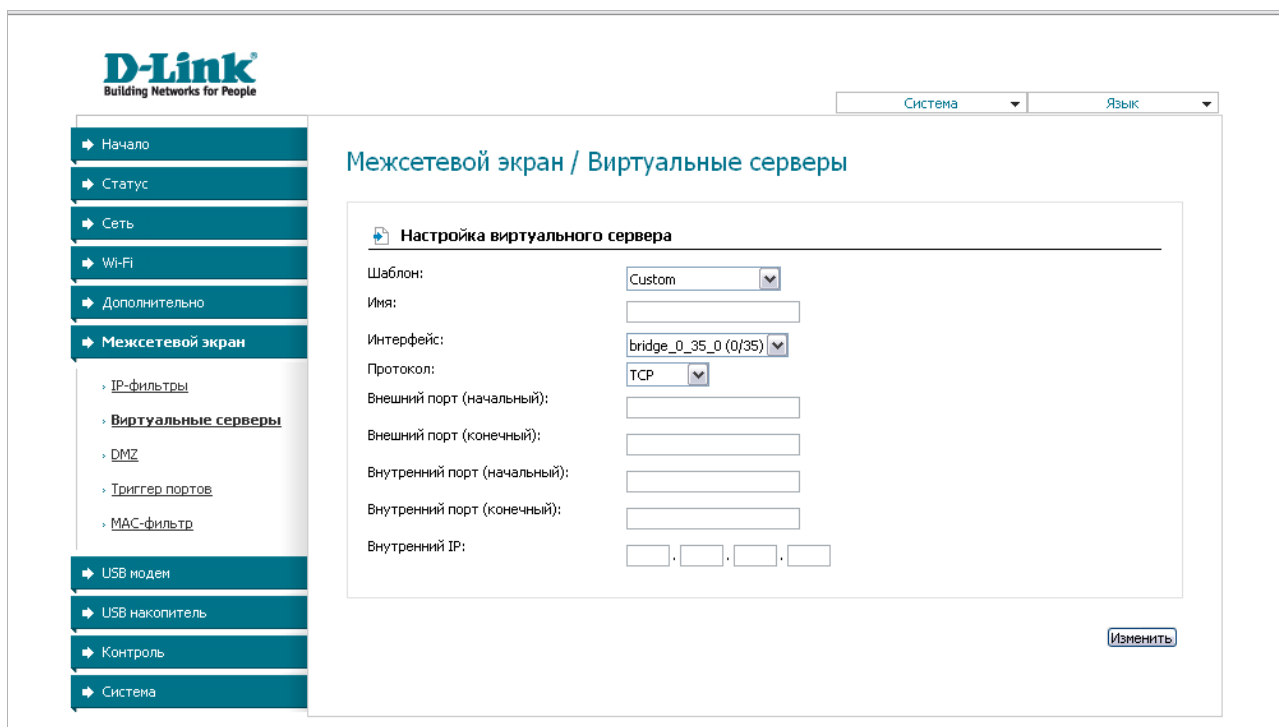 D-Link
Building Networks for People
Система
Язык
Начало
Статус
Сеть
Wi-Fi
Дополнительно
Межсетевой экран
IP-фильтры
Виртуальные серверы
DMZ
Триггер портов
МАС-фильтр
USB модем
USB накопитель
Контроль
Система
Межсетевой экран / Виртуальные серверы
Настройка виртуального сервера
Шаблон:
Custom
Имя:
Интерфейс:
bridge_0_35_0 (0/35)
Протокол:
TCP
Внешний порт (начальный):
Внешний порт (конечный):
Внутренний порт (начальный):
Внутренний порт (конечный):
Внутренний IP:
. . .
Изменить